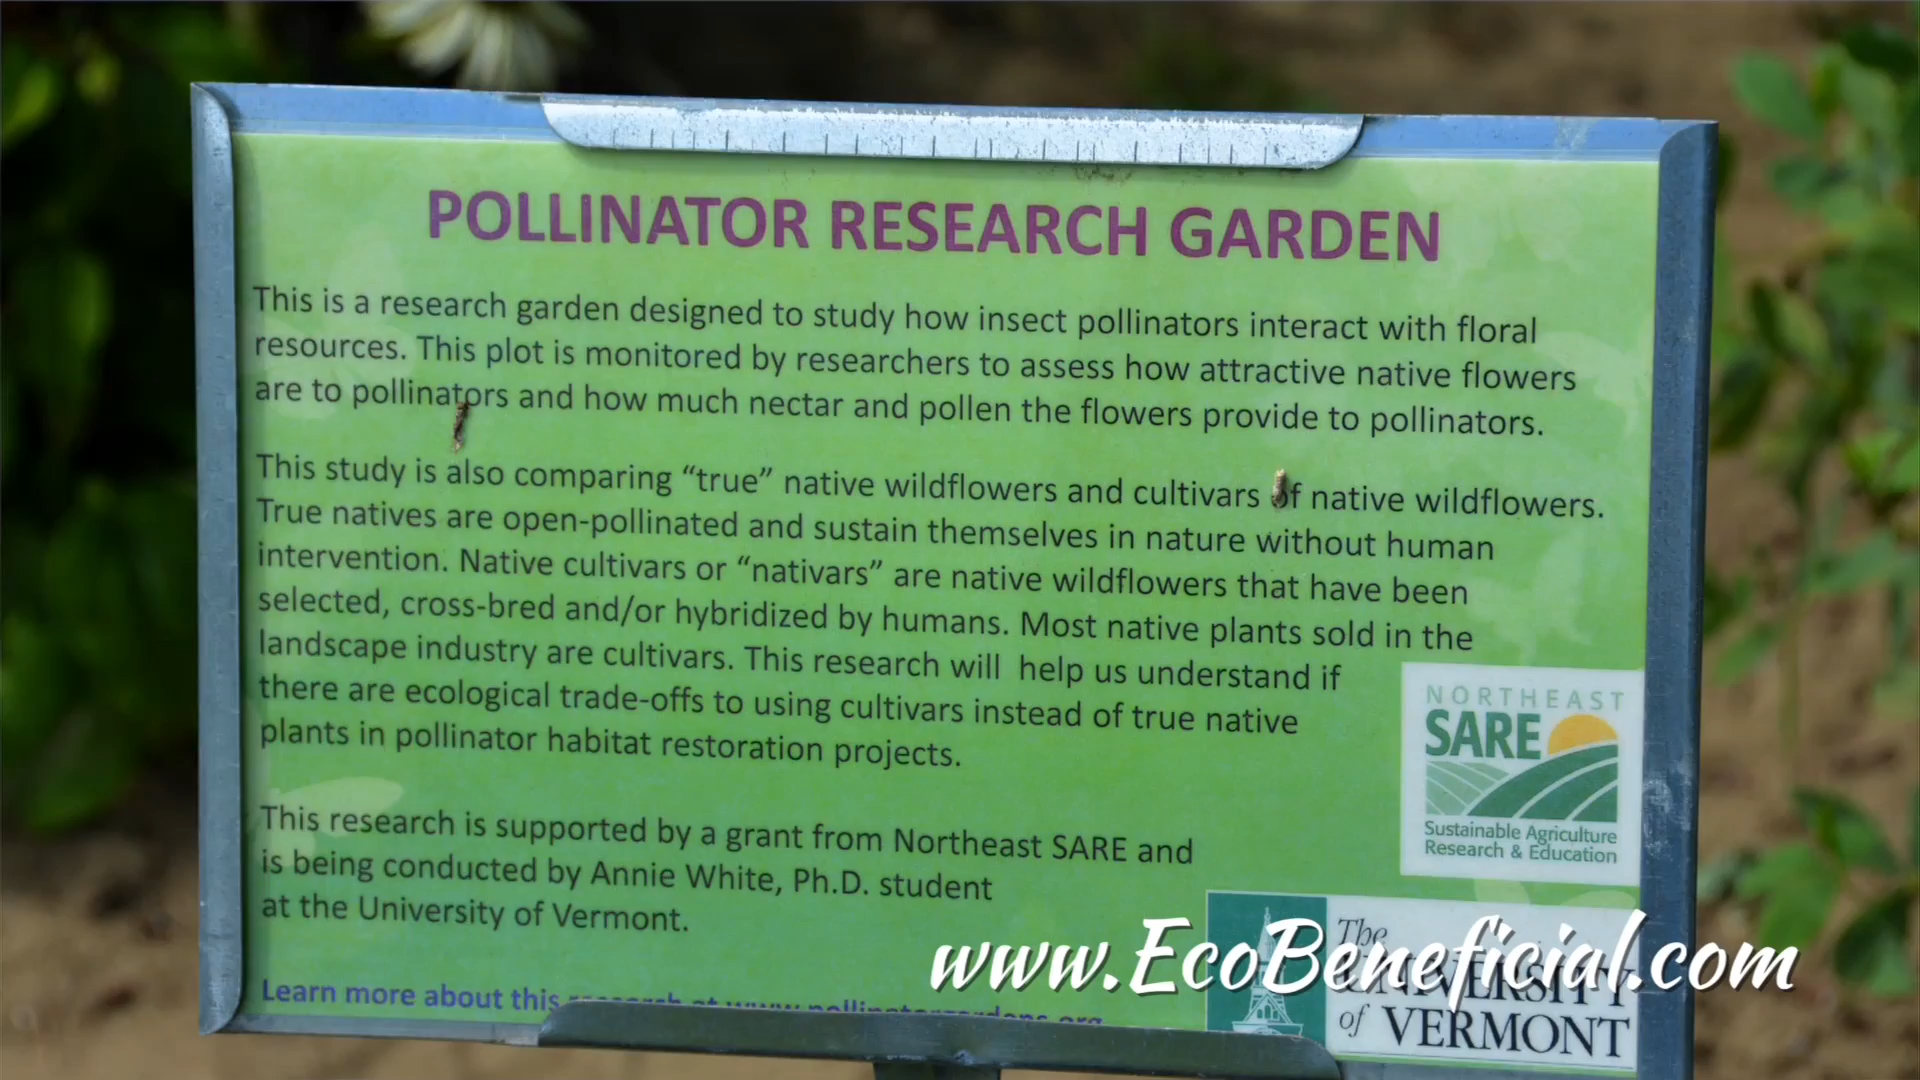 POLLINATOR RESEARCH GARDEN
This is a research garden designed to study how insect pollinators interact with floral
resources. This plot is monitored by researchers to assess how attractive native flowers
are to pollinators and how much nectar and pollen the flowers provide to pollinators.
This study is also comparing “true” native wildflowers and cultivars of native wildflowers.
True natives are open-pollinated and sustain themselves in nature without human
intervention. Native cultivars or “nativars” are native wildflowers that have been
selected, cross-bred and/or hybridized by humans. Most native plants sold in the
landscape industry are cultivars. This research will help us understand if
there are ecological trade-offs to using cultivars instead of true native
plants in pollinator habitat restoration projects.
NORTHEAST
SARE
Sustainable Agriculture
Research & Education
This research is supported by a grant from Northeast SARE and
is being conducted by Annie White, Ph.D. student
at the University of Vermont.
Learn more about this research at www.pollinatorgardens.org
The
UNIVERSITY
of VERMONT
www.EcoBeneficial.com